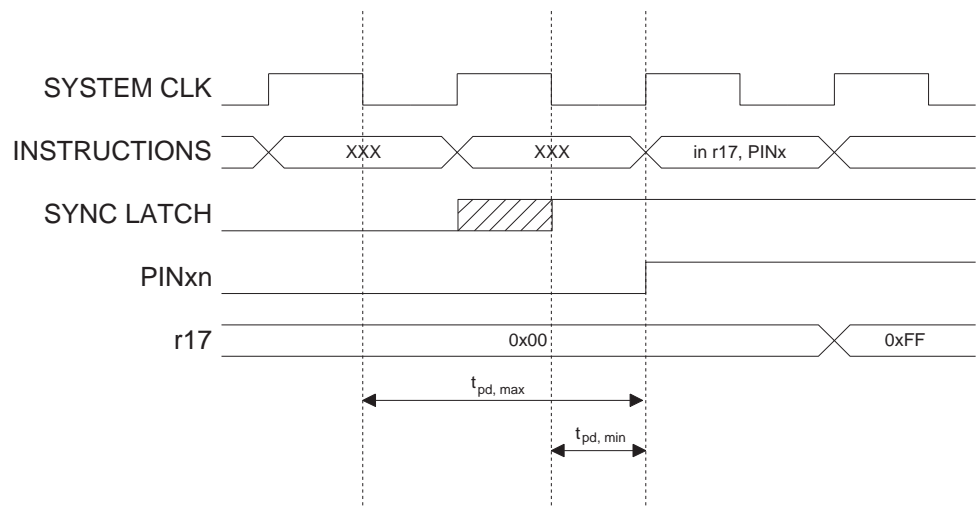 SYSTEM CLK
INSTRUCTIONS XXX XXX in r17, PINx
SYNC LATCH
PINxn
r17 0x00 0xFF
tpd, max
tpd, min